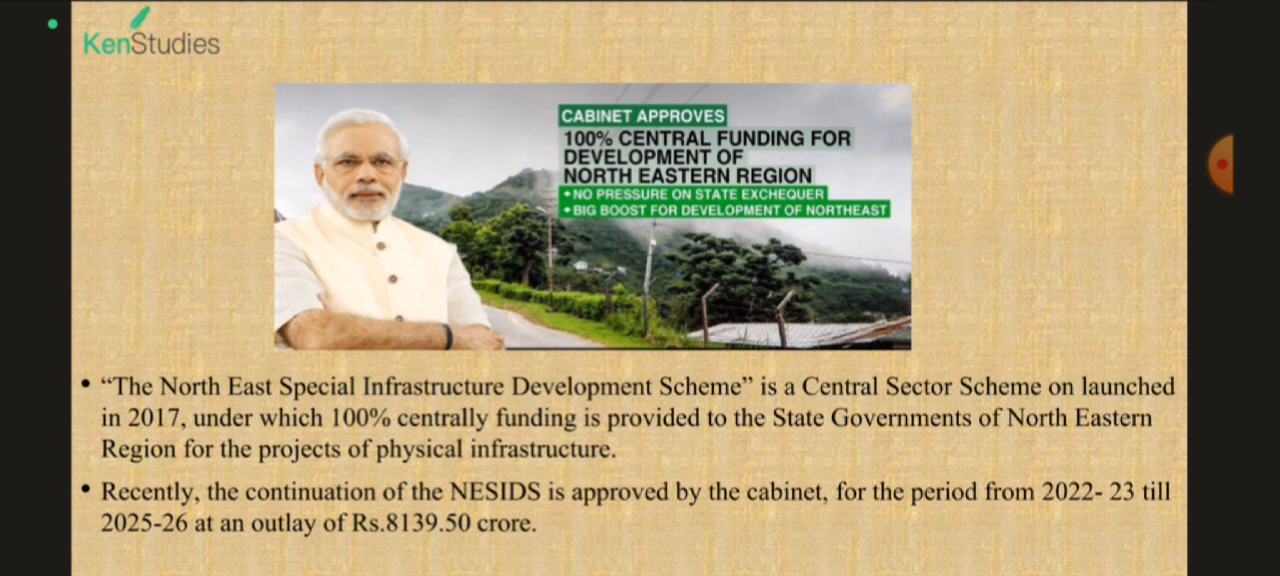 KenStudies
CABINET APPROVES
100% CENTRAL FUNDING FOR
DEVELOPMENT OF
NORTH EASTERN REGION
• NO PRESSURE ON STATE EXCHEQUER
• BIG BOOST FOR DEVELOPMENT OF NORTHEAST
• “The North East Special Infrastructure Development Scheme” is a Central Sector Scheme on launched
in 2017, under which 100% centrally funding is provided to the State Governments of North Eastern
Region for the projects of physical infrastructure.
• Recently, the continuation of the NESIDS is approved by the cabinet, for the period from 2022- 23 till
2025-26 at an outlay of Rs.8139.50 crore.